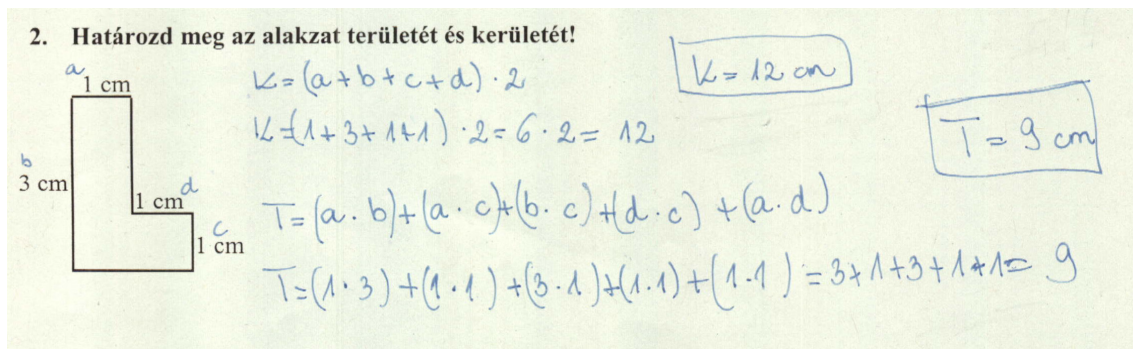 2. Határozd meg az alakzat területét és kerületét!
a
1 cm
b
3 cm
1 cm d
c
1 cm
K=(a+b+c+d)·2
K=(1+3+1+1)·2=6·2= 12
K= 12 cm
T = 9 cm
T=(a·b)+(a·c)+(b·c)+(d·c)+(a·d)
T=(1·3)+(1·1)+(3·1)+(1·1)+(1·1)=3+1+3+1+1= 9